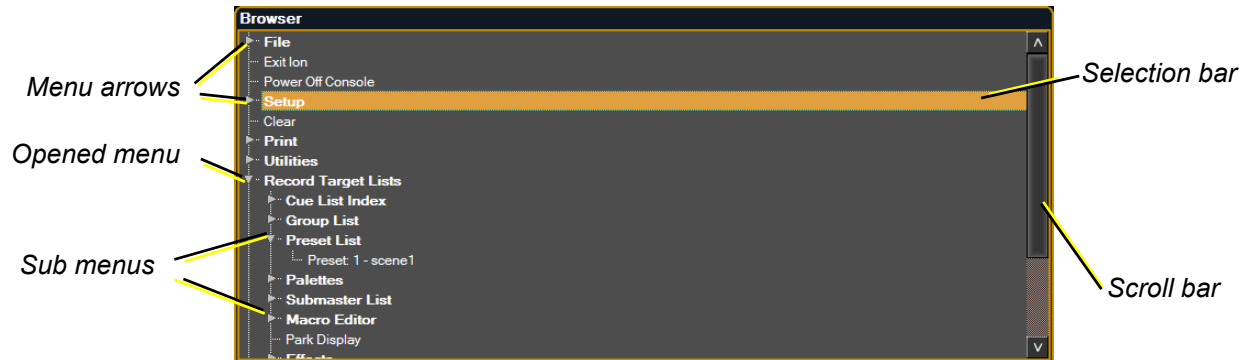 Browser
File
Exit Ion
Power Off Console
Setup
Clear
Print
Utilities
Record Target Lists
Cue List Index
Group List
Preset List
Preset: 1 - scene1
Palettes
Submaster List
Macro Editor
Park Display
Effects
Menu arrows
Opened menu
Sub menus
Selection bar
Scroll bar